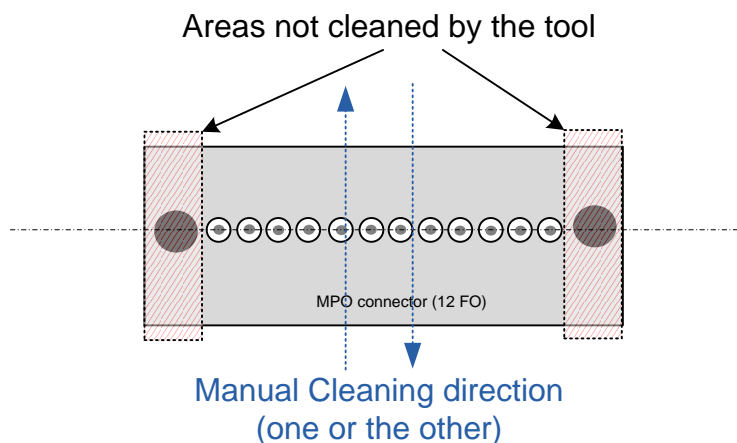 Areas not cleaned by the tool
MPO connector (12 FO)
Manual Cleaning direction
(one or the other)